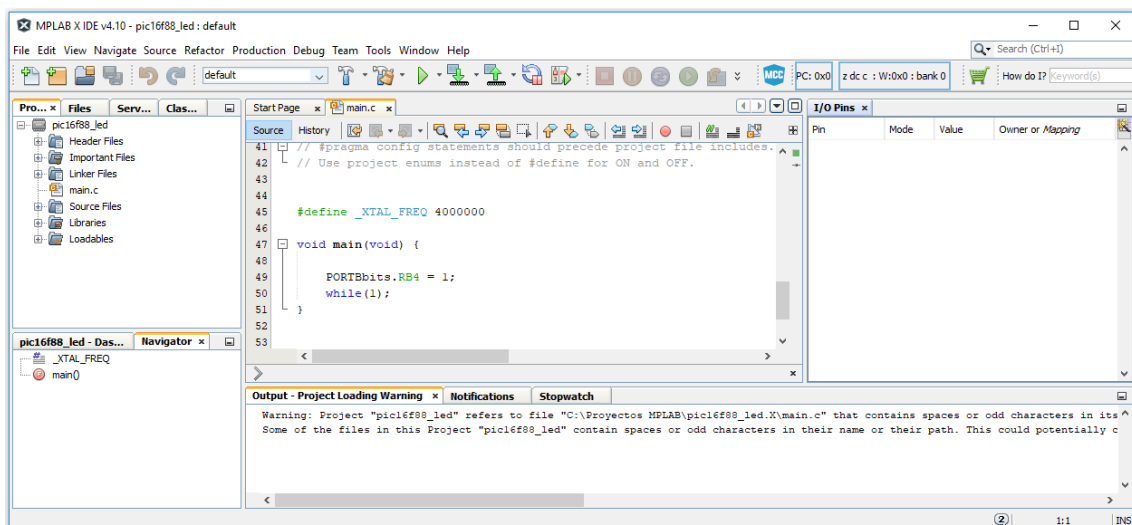 MPLAB X IDE v4.10 - pic16f88_led : default
File Edit View Navigate Source Refactor Production Debug Team Tools Window Help
Search (Ctrl+I)
default
MCC
PC: 0x0
z dc c : W:0x0 : bank 0
How do I? Keyword(s)
Pro... × Files Serv... Clas...
pic16f88_led
Header Files
Important Files
Linker Files
main.c
Source Files
Libraries
Loadables
pic16f88_led - Das... Navigator ×
_XTAL_FREQ
main()
Start Page × main.c ×
Source History
41 // #pragma config statements should precede project file includes.
42 // Use project enums instead of #define for ON and OFF.
43
44
45 #define _XTAL_FREQ 4000000
46
47 void main(void) {
48
49 PORTBbits.RB4 = 1;
50 while(1);
51 }
52
53
I/O Pins ×
Pin Mode Value Owner or Mapping
Output - Project Loading Warning × Notifications Stopwatch
Warning: Project "pic16f88_led" refers to file "C:\Proyectos MPLAB\pic16f88_led.X\main.c" that contains spaces or odd characters in its
Some of the files in this Project "pic16f88_led" contain spaces or odd characters in their name or their path. This could potentially c
2 1:1 INS